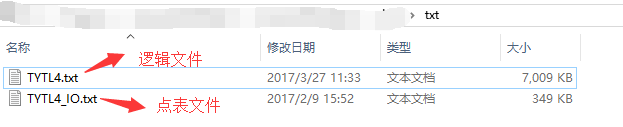 txt
名称 修改日期 类型 大小
逻辑文件
TYTL4.txt 2017/3/27 11:33 文本文档 7,009 KB
TYTL4_IO.txt 2017/2/9 15:52 文本文档 349 KB
点表文件